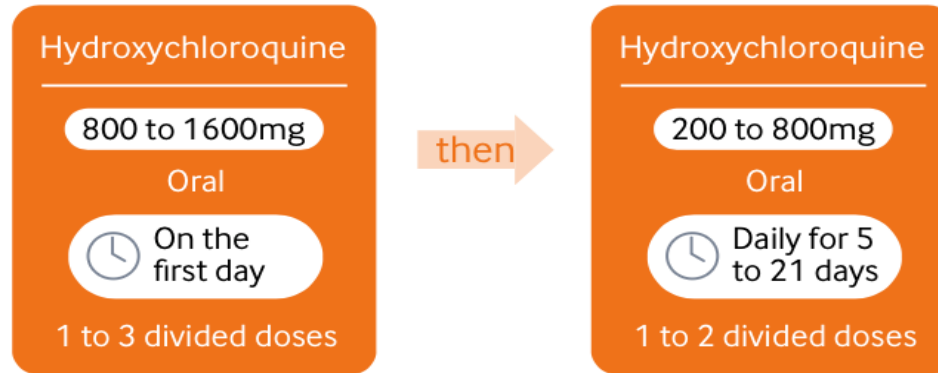 Hydroxychloroquine
800 to 1600mg
Oral
On the
first day
1 to 3 divided doses
then
Hydroxychloroquine
200 to 800mg
Oral
Daily for 5
to 21 days
1 to 2 divided doses